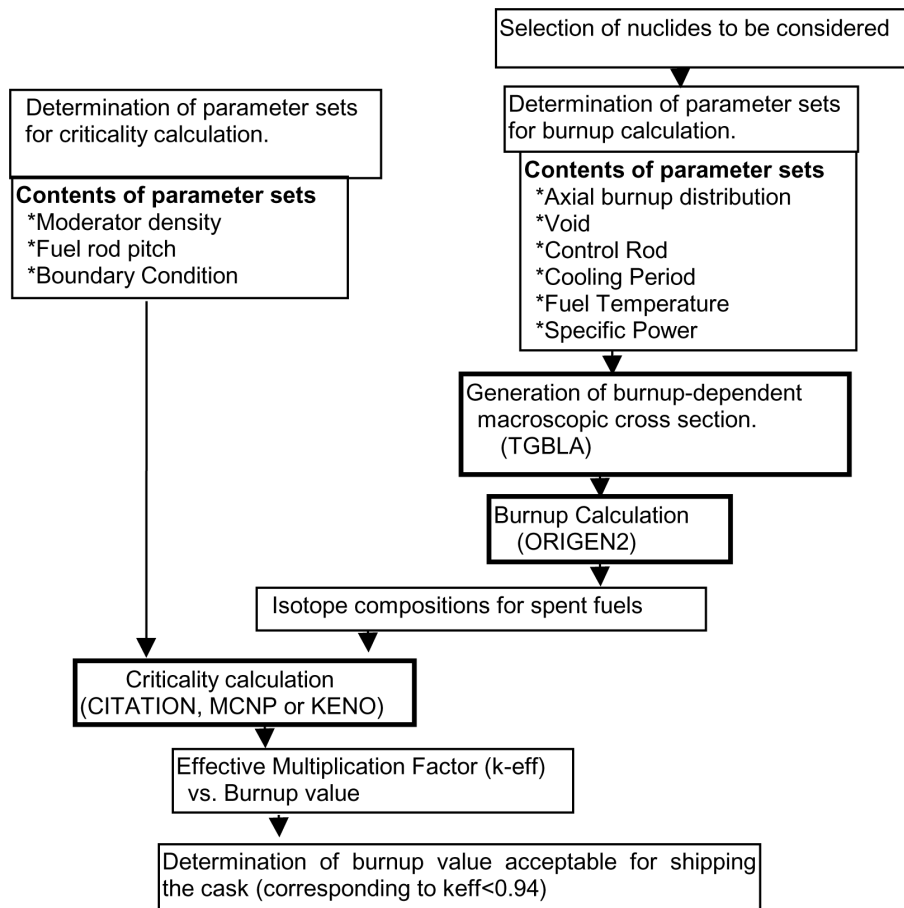 Selection of nuclides to be considered
Determination of parameter sets
for criticality calculation.
Contents of parameter sets
*Moderator density
*Fuel rod pitch
*Boundary Condition
Determination of parameter sets
for burnup calculation.
Contents of parameter sets
*Axial burnup distribution
*Void
*Control Rod
*Cooling Period
*Fuel Temperature
*Specific Power
Generation of burnup-dependent
macroscopic cross section.
(TGBLA)
Burnup Calculation
(ORIGEN2)
Isotope compositions for spent fuels
Criticality calculation
(CITATION, MCNP or KENO)
Effective Multiplication Factor (k-eff)
vs. Burnup value
Determination of burnup value acceptable for shipping
the cask (corresponding to keff<0.94)